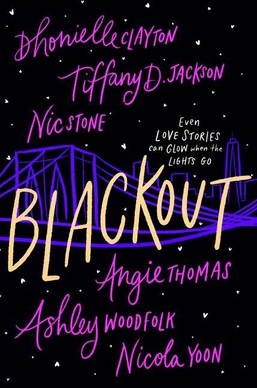 Dhonielle CLAYTON
Tiffany D. JACKSON
Nic STONE
Even
LOVE STORIES
can GLOW when the
LIGHTS GO
BLACKOUT
Angie THOMAS
Ashley WOODFOLK
Nicola YOON